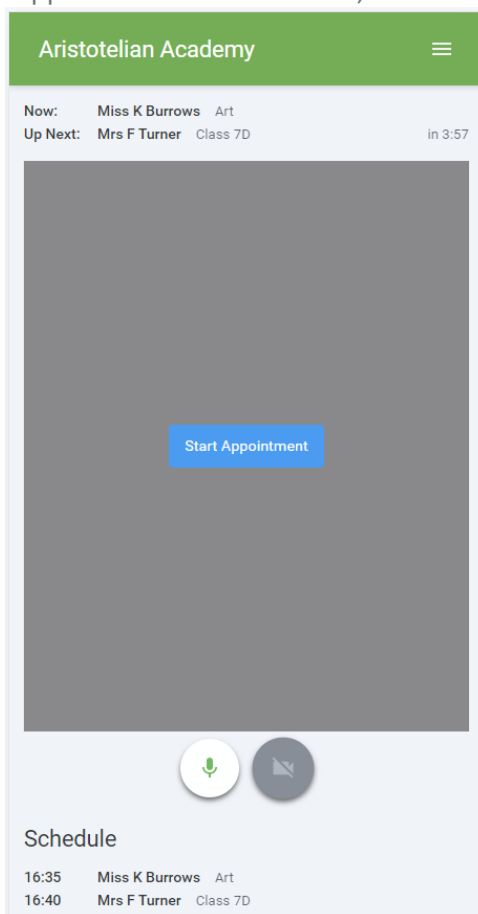 Aristotelian Academy
Now: Miss K Burrows Art
Up Next: Mrs F Turner Class 7D in 3:57
Start Appointment
Schedule
16:35 Miss K Burrows Art
16:40 Mrs F Turner Class 7D